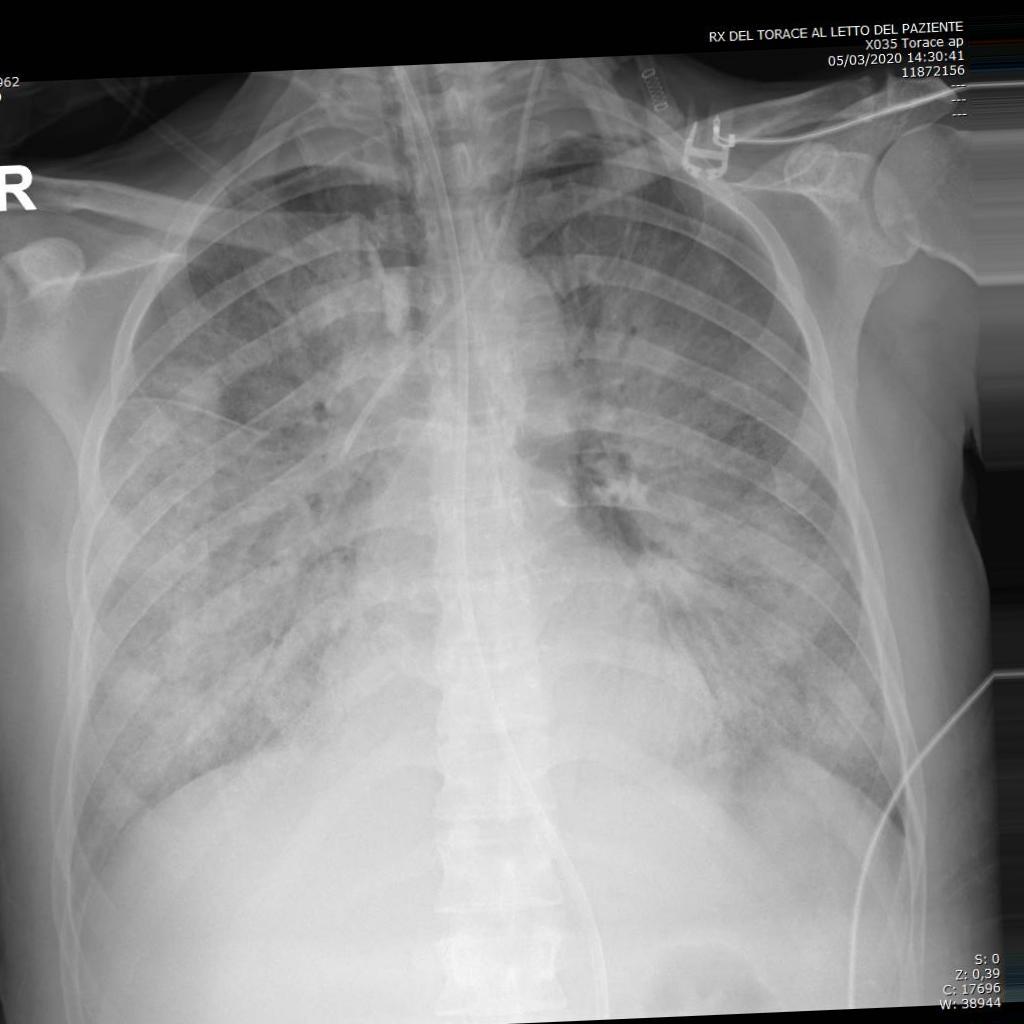 RX DEL TORACE AL LETTO DEL PAZIENTE
X035 Torace ap
05/03/2020 14:30:41
11872156
---
---
---
962
R
S: 0
Z: 0,39
C: 17696
W: 38944